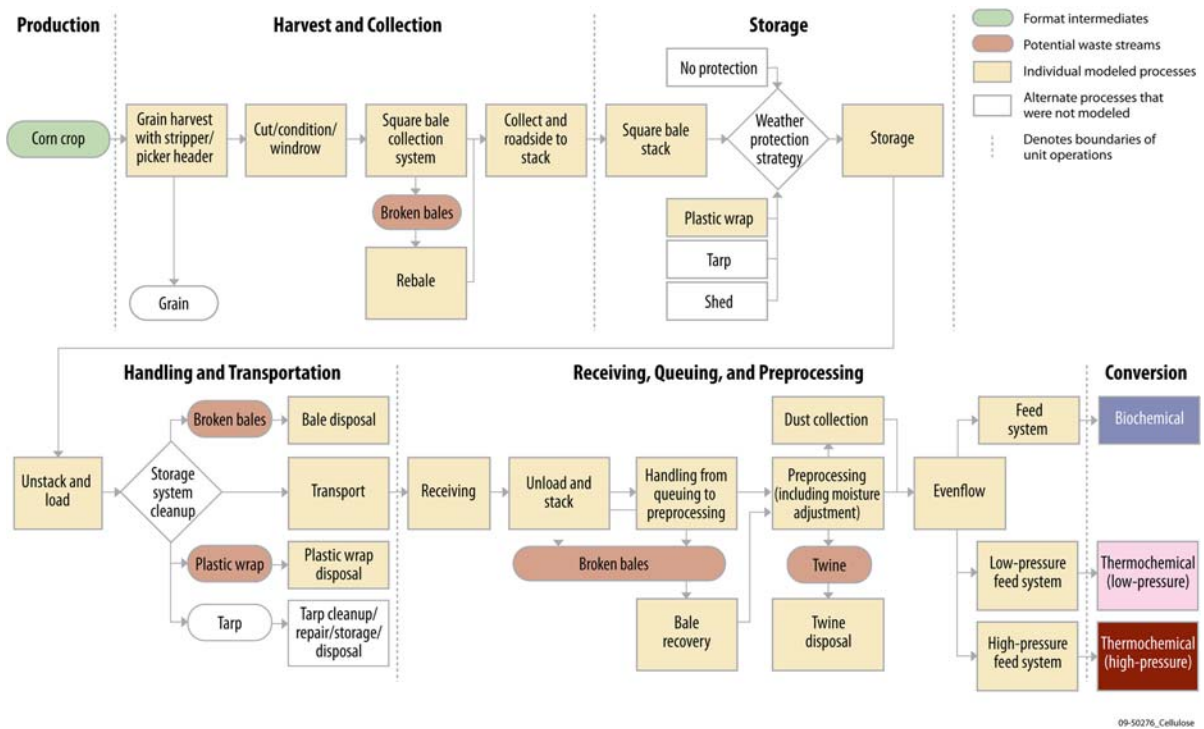 Production
Harvest and Collection
Storage
Format intermediates
Potential waste streams
Individual modeled processes
Alternate processes that
were not modeled
Denotes boundaries of
unit operations
Corn crop
Grain harvest
with stripper/
picker header
Cut/condition/
windrow
Square bale
collection
system
Collect and
roadside to
stack
Square bale
stack
No protection
Weather
protection
strategy
Storage
Broken bales
Rebale
Grain
Plastic wrap
Tarp
Shed
Handling and Transportation
Receiving, Queuing, and Preprocessing
Conversion
Unstack and
load
Storage
system
cleanup
Broken bales
Bale disposal
Transport
Plastic wrap
Plastic wrap
disposal
Tarp
Tarp cleanup/
repair/storage/
disposal
Receiving
Unload and
stack
Handling from
queuing to
preprocessing
Dust collection
Preprocessing
(including moisture
adjustment)
Broken bales
Bale
recovery
Twine
Twine
disposal
Evenflow
Feed
system
Biochemical
Low-pressure
feed system
Thermochemical
(low-pressure)
High-pressure
feed system
Thermochemical
(high-pressure)
09-50276_Cellulose